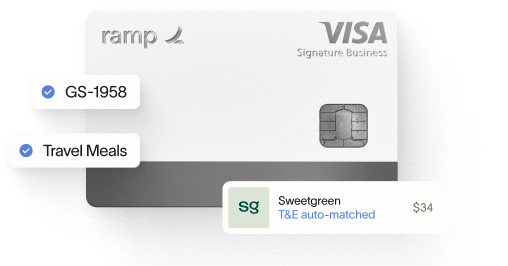 ramp
VISA
Signature Business
GS-1958
Travel Meals
sg
Sweetgreen
T&E auto-matched
$34